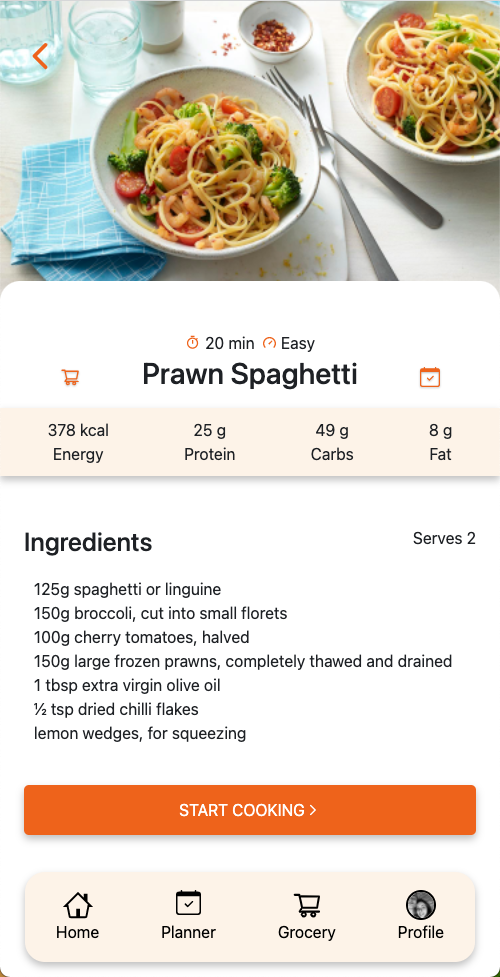 20 min Easy
Prawn Spaghetti
378 kcal 25 g 49 g 8 g
Energy Protein Carbs Fat
Ingredients Serves 2
125g spaghetti or linguine
150g broccoli, cut into small florets
100g cherry tomatoes, halved
150g large frozen prawns, completely thawed and drained
1 tbsp extra virgin olive oil
½ tsp dried chilli flakes
lemon wedges, for squeezing
START COOKING >
Home Planner Grocery Profile